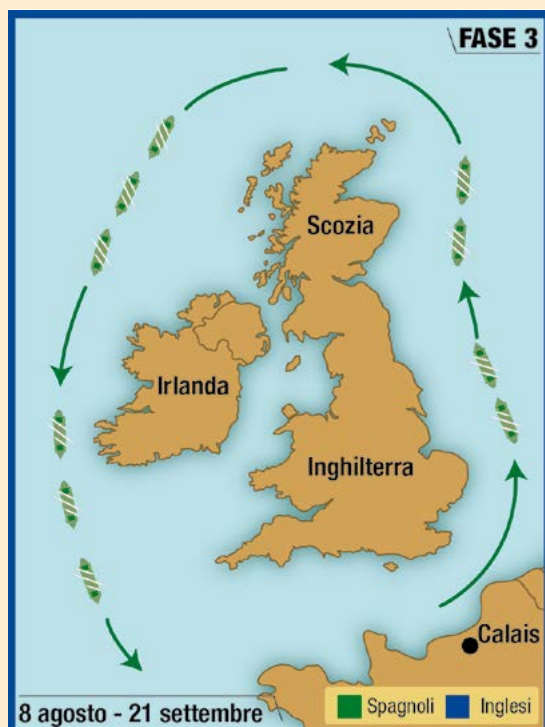 FASE 3
Scozia
Irlanda
Inghilterra
Calais
8 agosto - 21 settembre
Spagnoli
Inglesi